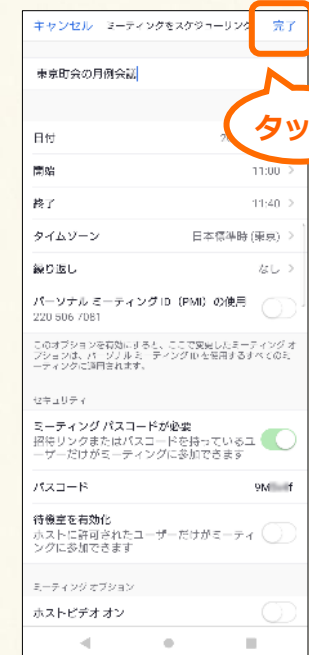 キャンセル ミーティングをスケジューリング 完了
東京町会の月例会議
タッ
日付 2
開始 11:00
終了 11:40
タイムゾーン 日本標準時 (東京)
繰り返し なし
パーソナル ミーティング ID（PMI）の使用
220 606 7081
このオプションを有効にすると、ここで変更したミーティング オ
プションは、パーソナル ミーティング ID を使用するすべてのミ
ーティングに適用されます。
セキュリティ
ミーティング パスコードが必要
招待リンクまたはパスコードを持っているユ
ーザーだけがミーティングに参加できます
パスコード 9M f
待機室を有効化
ホストに許可されたユーザーだけがミーティ
ングに参加できます
ミーティング オプション
ホストビデオ オン